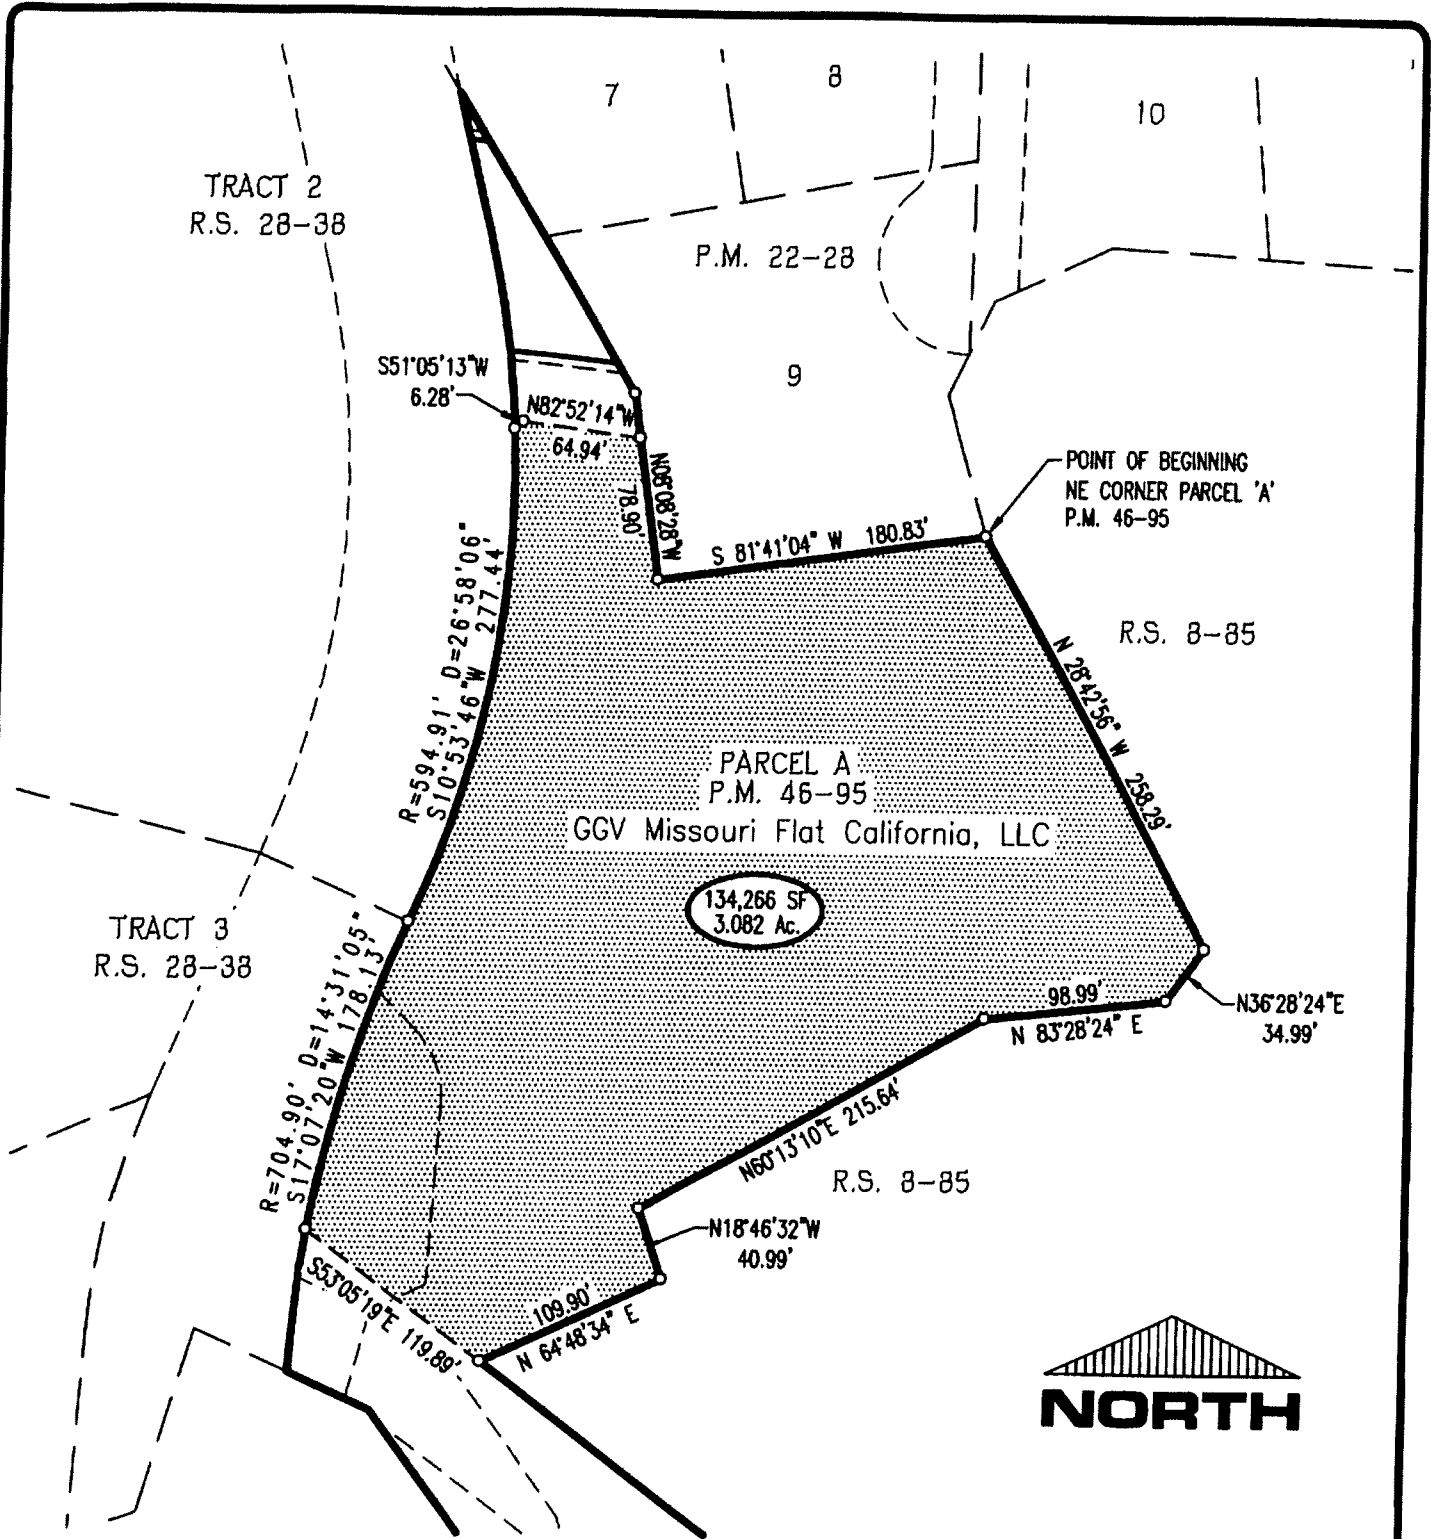 7
8
10
TRACT 2
R.S. 28-38
P.M. 22-28
9
S51°05'13"W
6.28'
N82°52'14"W
64.94'
N08°08'28"W
78.90'
S 81°41'04" W 180.83'
POINT OF BEGINNING
NE CORNER PARCEL 'A'
P.M. 46-95
R.S. 8-85
N 28°42'56" W 258.29'
R=594.91' D=26°58'06"
S10°53'46"W 277.44'
PARCEL A
P.M. 46-95
GGV Missouri Flat California, LLC
134,266 SF
3.082 Ac.
TRACT 3
R.S. 28-38
R=704.90' D=14°31'05"
S17°07'20"W 178.13'
98.99'
N 83°28'24" E
N36°28'24"E
34.99'
N60°13'10"E 215.64'
R.S. 8-85
N18°46'32"W
40.99'
109.90'
N 64°48'34" E
S53°05'19"E 119.89'
NORTH